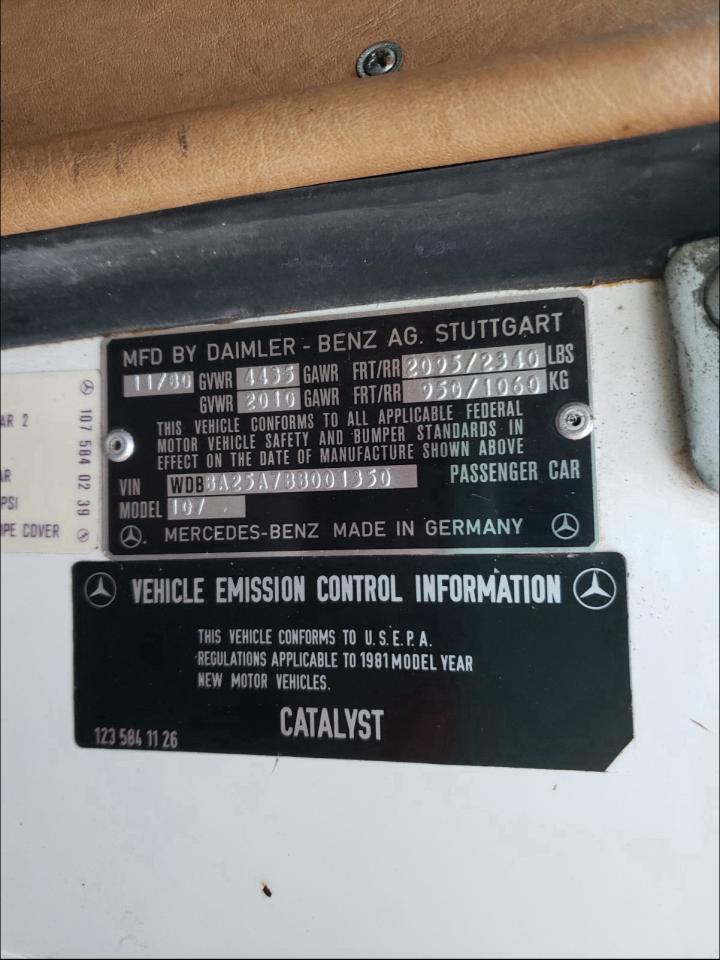 MFD BY DAIMLER - BENZ AG. STUTTGART
11/80 GVWR 4435 GAWR FRT/RR 2095/2340 LBS
GVWR 2010 GAWR FRT/RR 950/1060 KG
THIS VEHICLE CONFORMS TO ALL APPLICABLE FEDERAL
MOTOR VEHICLE SAFETY AND BUMPER STANDARDS IN
EFFECT ON THE DATE OF MANUFACTURE SHOWN ABOVE
VIN WDBBA25A7BB001350 PASSENGER CAR
MODEL 107
MERCEDES-BENZ MADE IN GERMANY
AR 2
AR
PSI
PE COVER
107 584 02 39
VEHICLE EMISSION CONTROL INFORMATION
THIS VEHICLE CONFORMS TO U.S.E.P.A.
REGULATIONS APPLICABLE TO 1981 MODEL YEAR
NEW MOTOR VEHICLES.
CATALYST
123 584 11 26